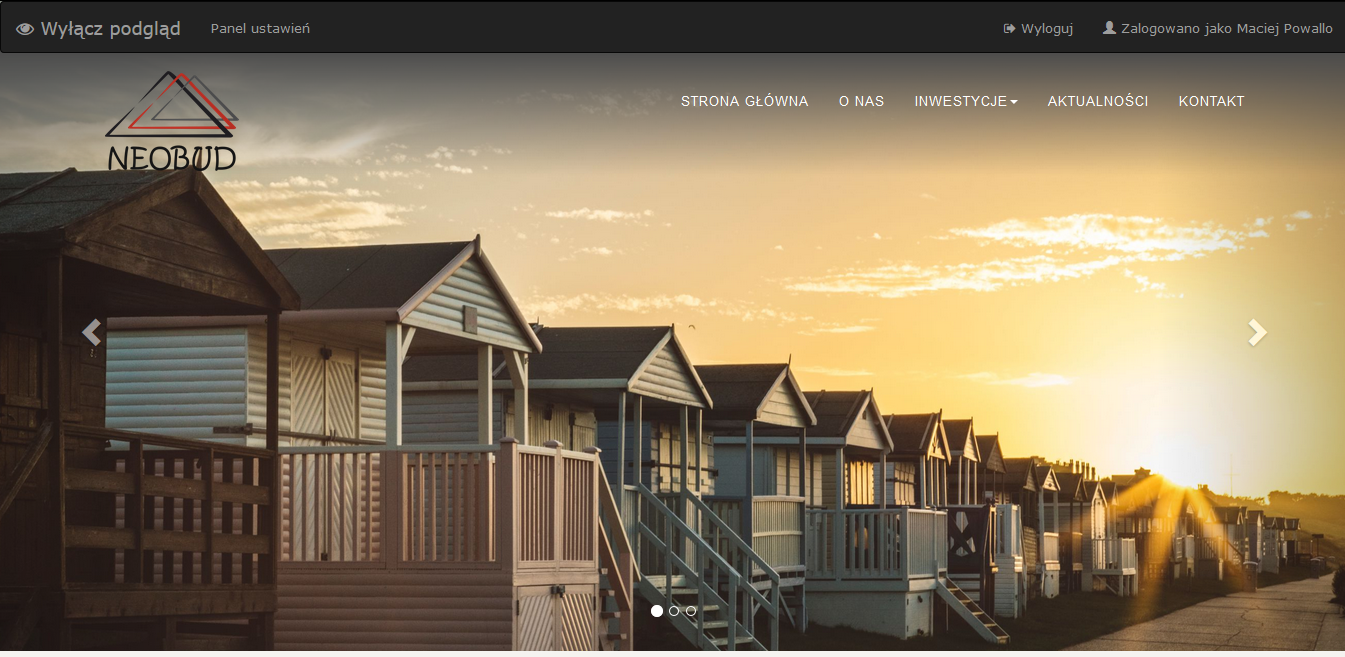 Wyłącz podgląd Panel ustawień Wyloguj Zalogowano jako Maciej Powallo
STRONA GŁÓWNA O NAS INWESTYCJE AKTUALNOŚCI KONTAKT
NEOBUD